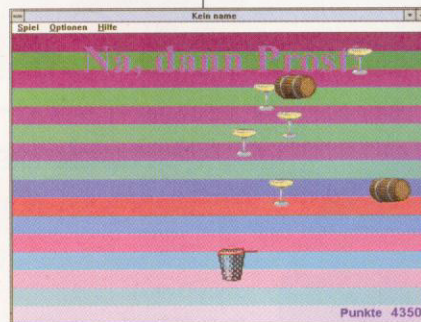 Kein name
Spiel Optionen Hilfe
Na, dann Prost
Punkte 4350